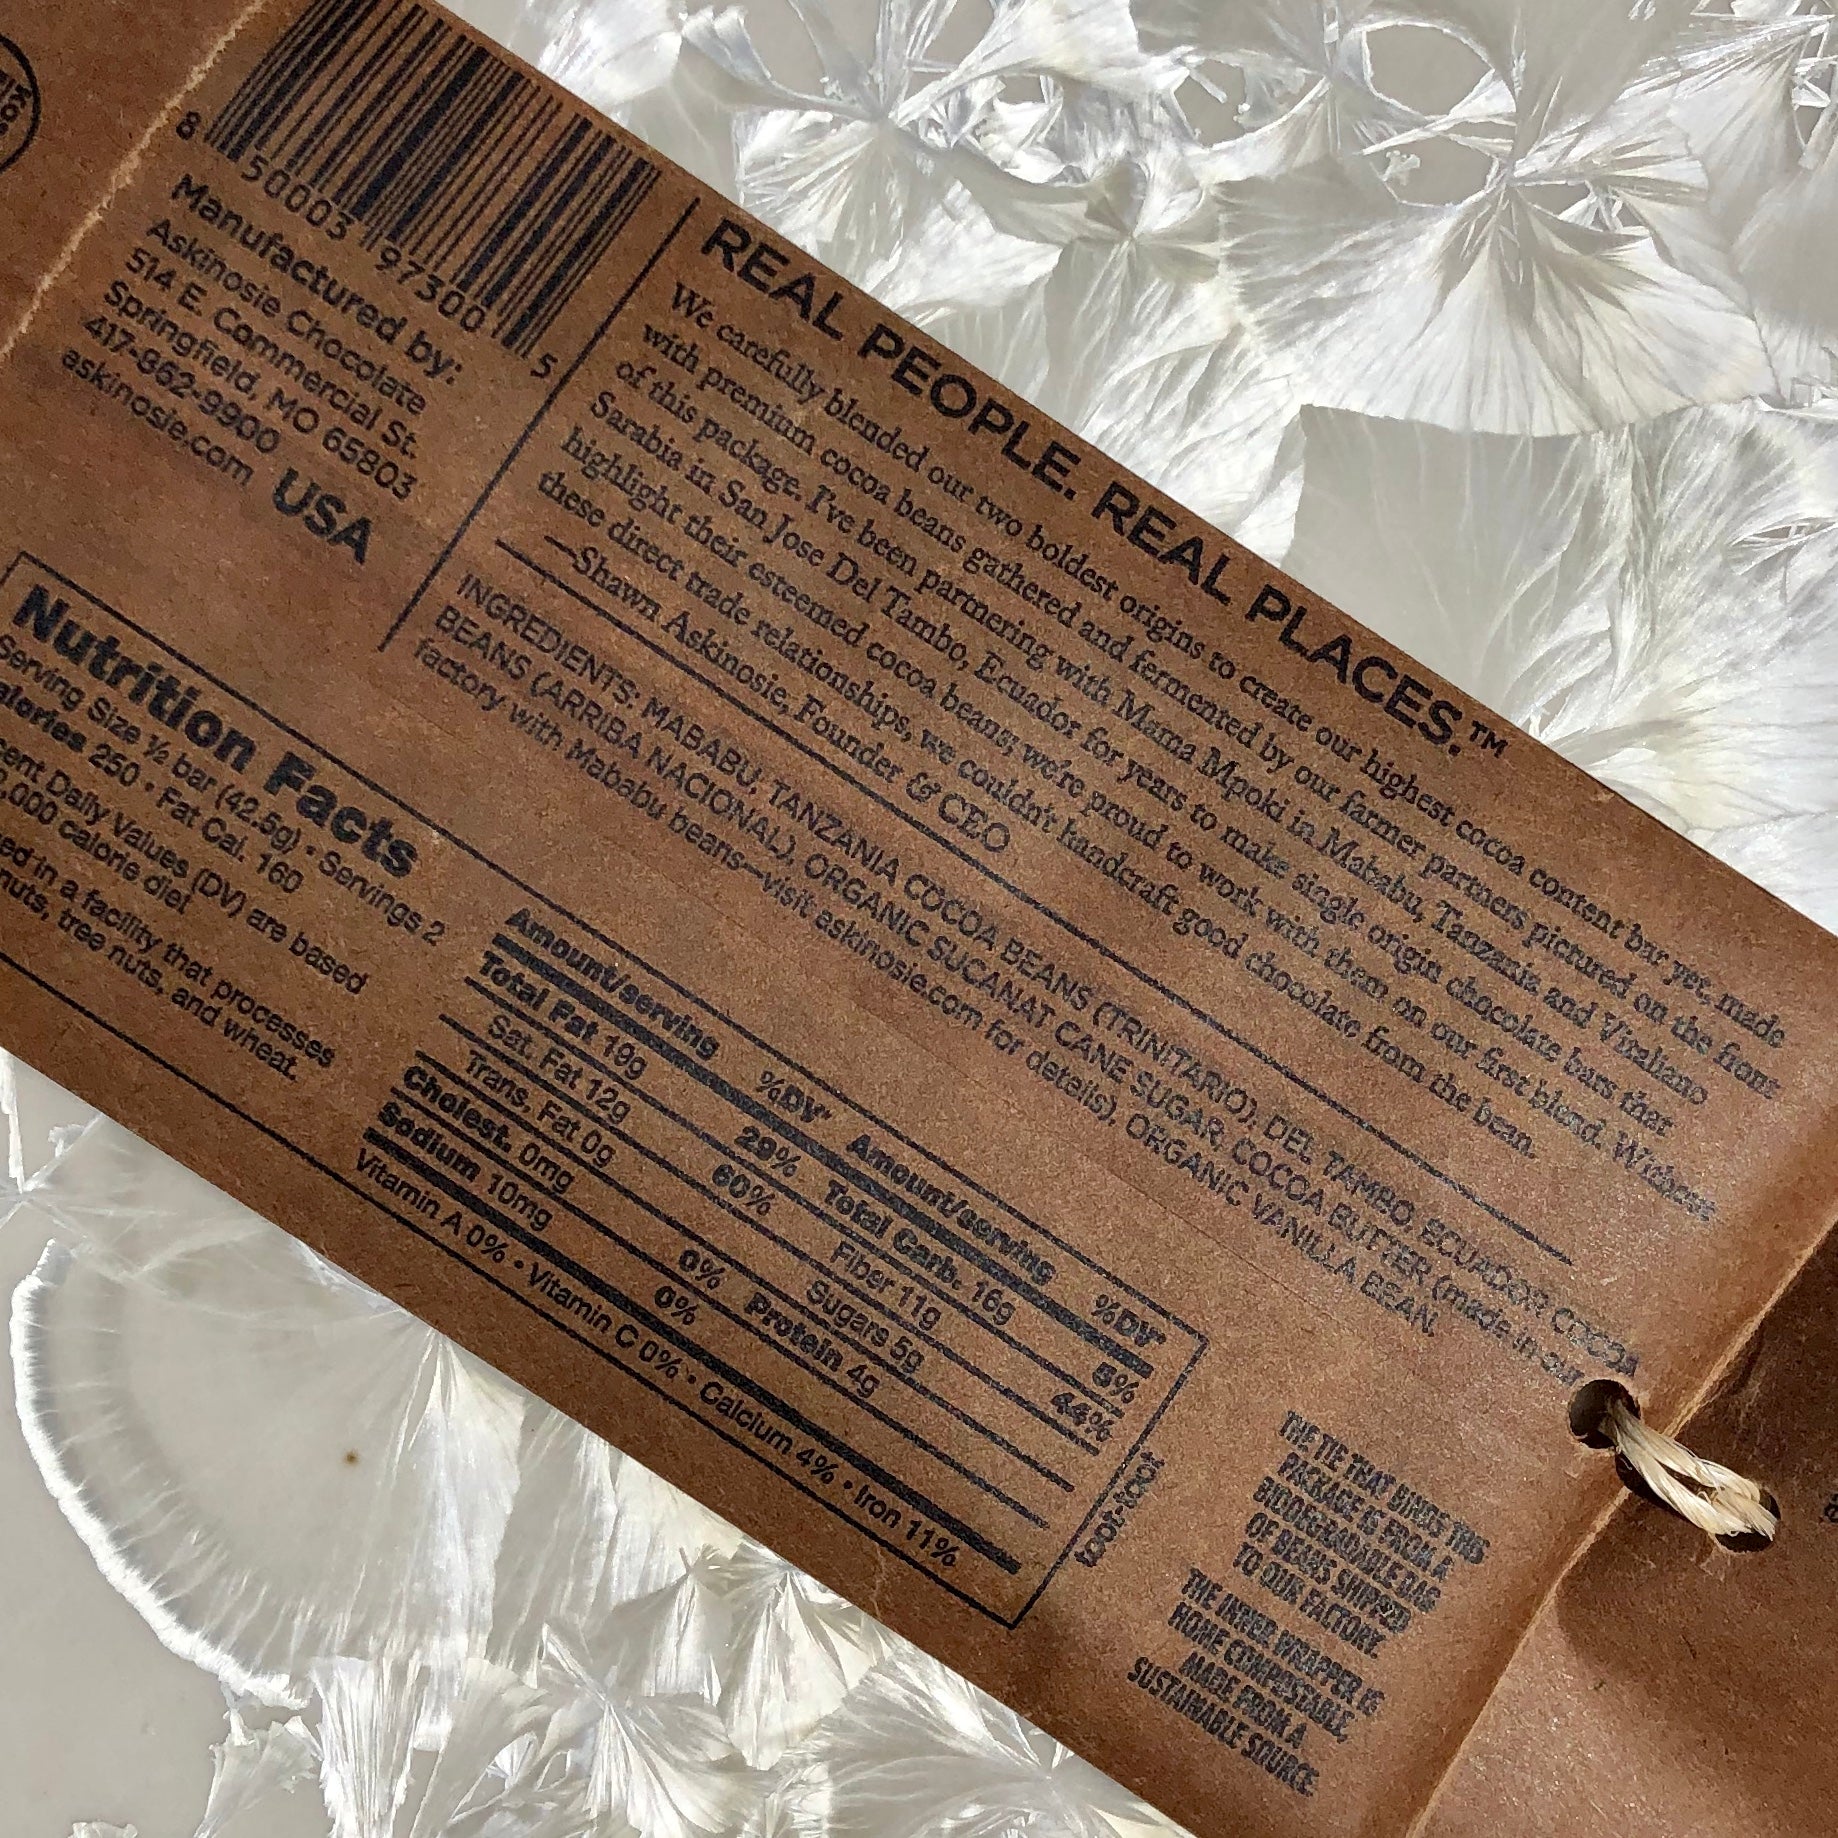 8 50003 97300 5
Manufactured by:
Askinosie Chocolate
514 E. Commercial St.
Springfield, MO 65803
417-862-9900
askinosie.com USA
REAL PEOPLE. REAL PLACES.™
We carefully blended our two boldest origins to create our highest cocoa content bar yet, made
with premium cocoa beans gathered and fermented by our farmer partners pictured on the front
of this package. I've been partnering with Mama Mpoki in Mababu, Tanzania and Vitaliano
Sarabia in San Jose Del Tambo, Ecuador for years to make single origin chocolate bars that
highlight their esteemed cocoa beans; we're proud to work with them on our first blend. Without
these direct trade relationships, we couldn't handcraft good chocolate from the bean.
—Shawn Askinosie, Founder & CEO
INGREDIENTS: MABABU, TANZANIA COCOA BEANS (TRINITARIO); DEL TAMBO, ECUADOR COCOA
BEANS (ARRIBA NACIONAL), ORGANIC SUCANAT CANE SUGAR, COCOA BUTTER (made in our
factory with Mababu beans—visit askinosie.com for details), ORGANIC VANILLA BEAN.
Nutrition Facts
Serving Size ½ bar (42.5g) • Servings 2
alories 250 • Fat Cal. 160
cent Daily Values (DV) are based
2,000 calorie diet
ed in a facility that processes
nuts, tree nuts, and wheat.
Amount/serving %DV* Amount/serving %DV*
Total Fat 19g 29% Total Carb. 16g 5%
Sat. Fat 12g 60% Fiber 11g 44%
Trans. Fat 0g Sugars 5g
Cholest. 0mg 0% Protein 4g
Sodium 10mg 0%
Vitamin A 0% • Vitamin C 0% • Calcium 4% • Iron 11%
THE TIE THAT BINDS THIS
PACKAGE IS FROM A
BIODEGRADABLE BAG
OF BEANS SHIPPED
TO OUR FACTORY.
THE INNER WRAPPER IS
HOME COMPOSTABLE,
MADE FROM A
SUSTAINABLE SOURCE.